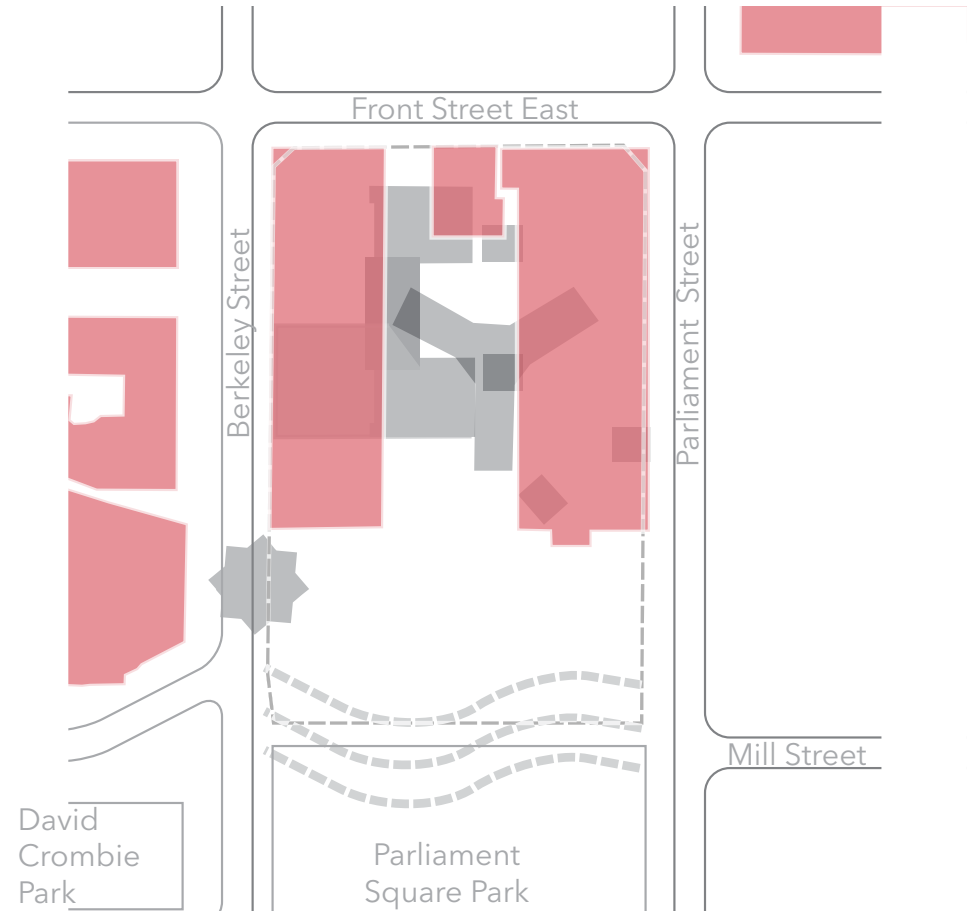 Front Street East
Berkeley Street
Parliament Street
Mill Street
David
Crombie
Park
Parliament
Square Park